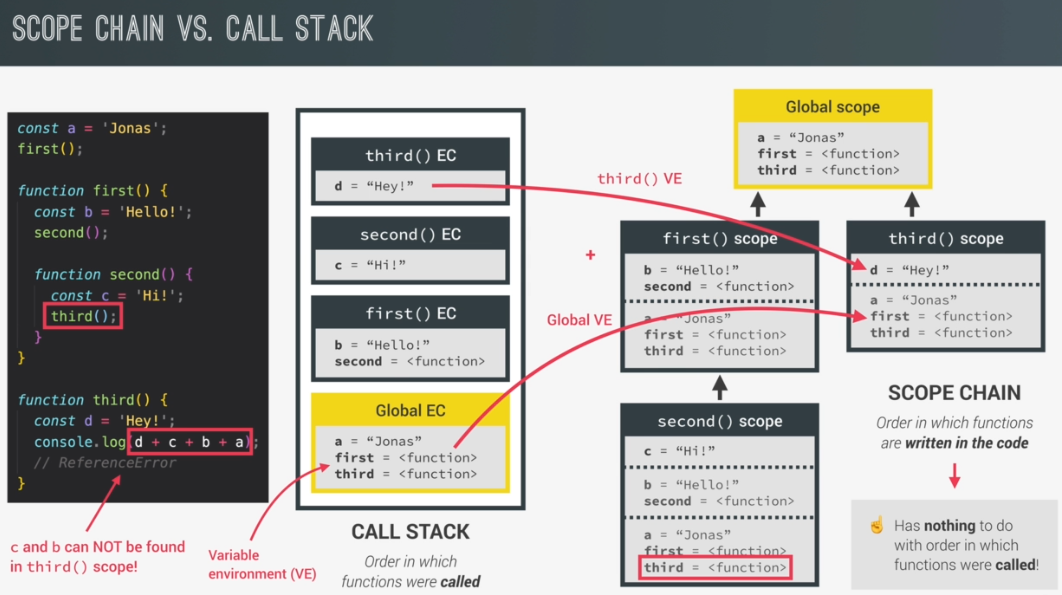 SCOPE CHAIN VS. CALL STACK
const a = 'Jonas';
first();
function first() {
const b = 'Hello!';
second();
function second() {
const c = 'Hi!';
third();
}
}
function third() {
const d = 'Hey!';
console.log(d + c + b + a);
// ReferenceError
}
c and b can NOT be found
in third() scope!
third() EC
d = “Hey!”
second() EC
c = “Hi!”
first() EC
b = “Hello!”
second = <function>
Global EC
a = “Jonas”
first = <function>
third = <function>
Variable
environment (VE)
CALL STACK
Order in which
functions were called
third() VE
+
Global VE
Global scope
a = “Jonas”
first = <function>
third = <function>
first() scope
b = “Hello!”
second = <function>
a = “Jonas”
first = <function>
third = <function>
third() scope
d = “Hey!”
a = “Jonas”
first = <function>
third = <function>
second() scope
c = “Hi!”
b = “Hello!”
second = <function>
a = “Jonas”
first = <function>
third = <function>
SCOPE CHAIN
Order in which functions
are written in the code
☝ Has nothing to do
with order in which
functions were called!